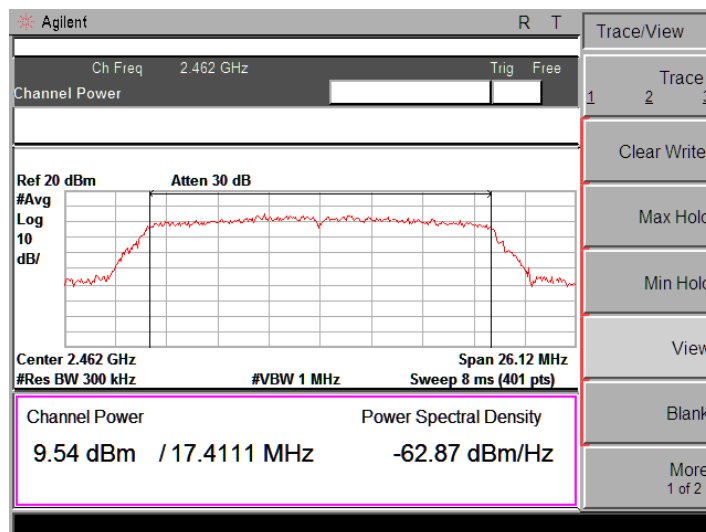 Agilent R T
Trace/View
Ch Freq 2.462 GHz Trig Free
Channel Power
Trace
1 2
Clear Write
Ref 20 dBm Atten 30 dB
#Avg
Log
10
dB/
Max Hold
Min Hold
View
Center 2.462 GHz Span 26.12 MHz
#Res BW 300 kHz #VBW 1 MHz Sweep 8 ms (401 pts)
Channel Power Power Spectral Density
Blank
9.54 dBm / 17.4111 MHz -62.87 dBm/Hz
More
1 of 2